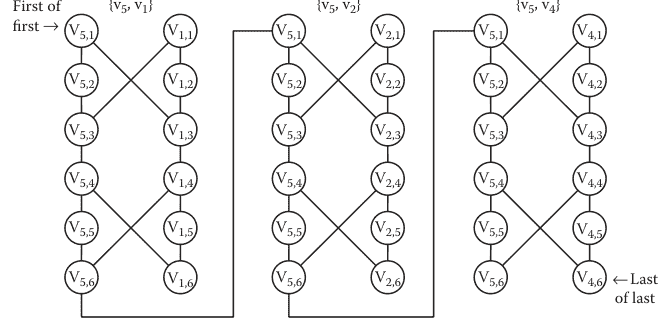 First of
first →
{v5, v1}
{v5, v2}
{v5, v4}
V5,1 V1,1 V5,1 V2,1 V5,1 V4,1
V5,2 V1,2 V5,2 V2,2 V5,2 V4,2
V5,3 V1,3 V5,3 V2,3 V5,3 V4,3
V5,4 V1,4 V5,4 V2,4 V5,4 V4,4
V5,5 V1,5 V5,5 V2,5 V5,5 V4,5
V5,6 V1,6 V5,6 V2,6 V5,6 V4,6
←Last
of last